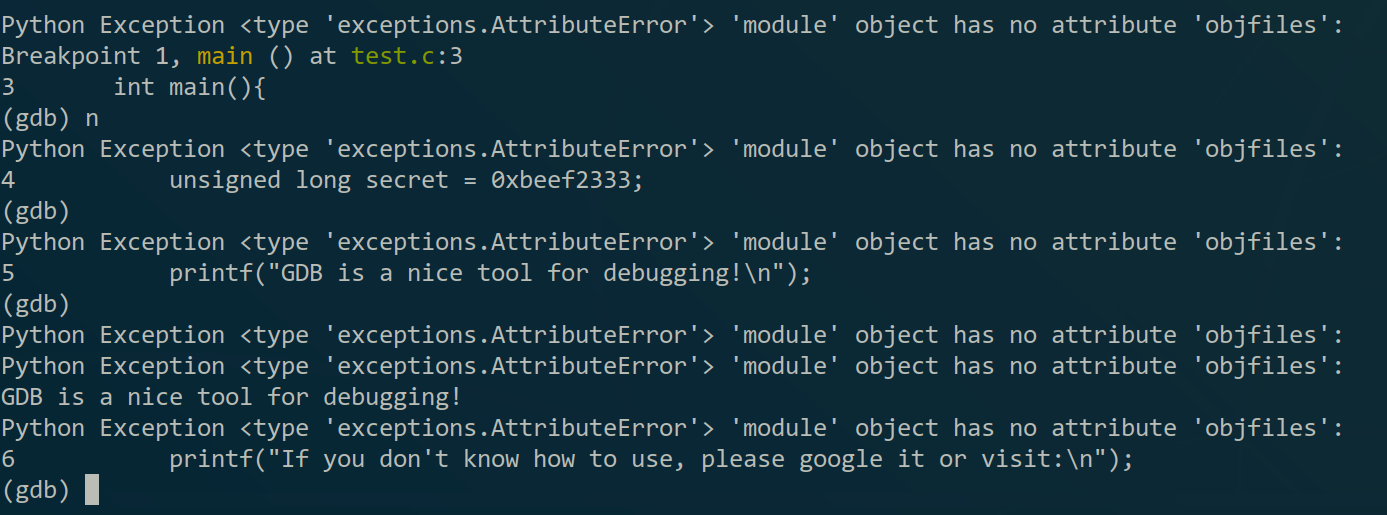 Python Exception <type 'exceptions.AttributeError'> 'module' object has no attribute 'objfiles':
Breakpoint 1, main () at test.c:3
3       int main(){
(gdb) n
Python Exception <type 'exceptions.AttributeError'> 'module' object has no attribute 'objfiles':
4           unsigned long secret = 0xbeef2333;
(gdb)
Python Exception <type 'exceptions.AttributeError'> 'module' object has no attribute 'objfiles':
5           printf("GDB is a nice tool for debugging!\n");
(gdb)
Python Exception <type 'exceptions.AttributeError'> 'module' object has no attribute 'objfiles':
Python Exception <type 'exceptions.AttributeError'> 'module' object has no attribute 'objfiles':
GDB is a nice tool for debugging!
Python Exception <type 'exceptions.AttributeError'> 'module' object has no attribute 'objfiles':
6           printf("If you don't know how to use, please google it or visit:\n");
(gdb)